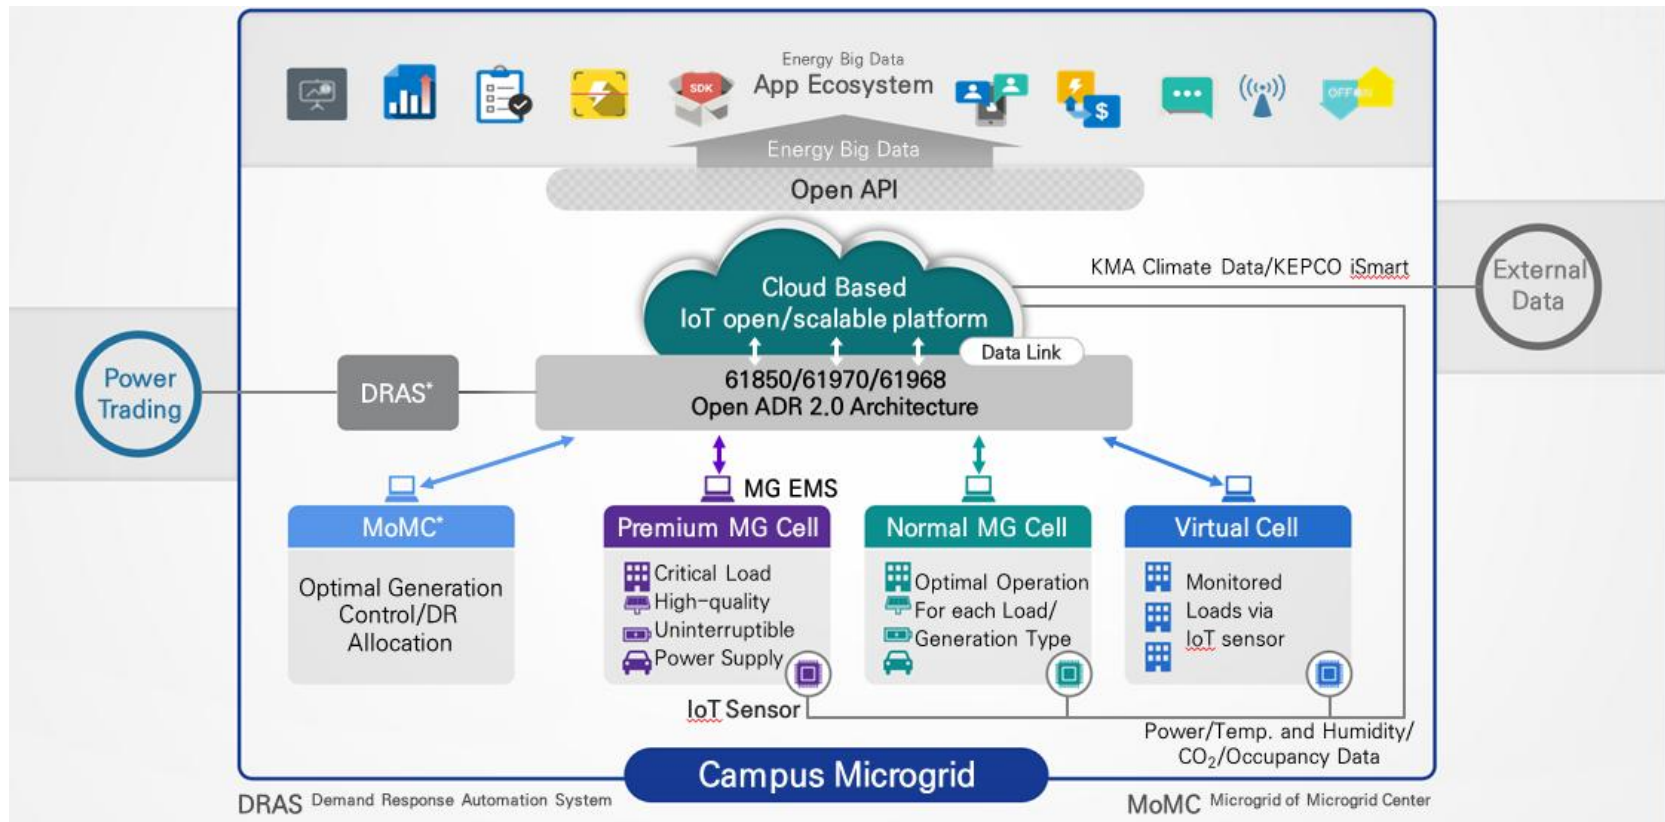 Energy Big Data
App Ecosystem
SDK
$
OFF ON
Energy Big Data
Open API
KMA Climate Data/KEPCO iSmart
External
Data
Cloud Based
IoT open/scalable platform
Data Link
Power
Trading
DRAS*
61850/61970/61968
Open ADR 2.0 Architecture
MG EMS
MoMC*
Optimal Generation
Control/DR
Allocation
Premium MG Cell
Critical Load
High-quality
Uninterruptible
Power Supply
Normal MG Cell
Optimal Operation
For each Load/
Generation Type
Virtual Cell
Monitored
Loads via
IoT sensor
IoT Sensor
Power/Temp. and Humidity/
CO₂/Occupancy Data
Campus Microgrid
DRAS Demand Response Automation System
MoMC Microgrid of Microgrid Center